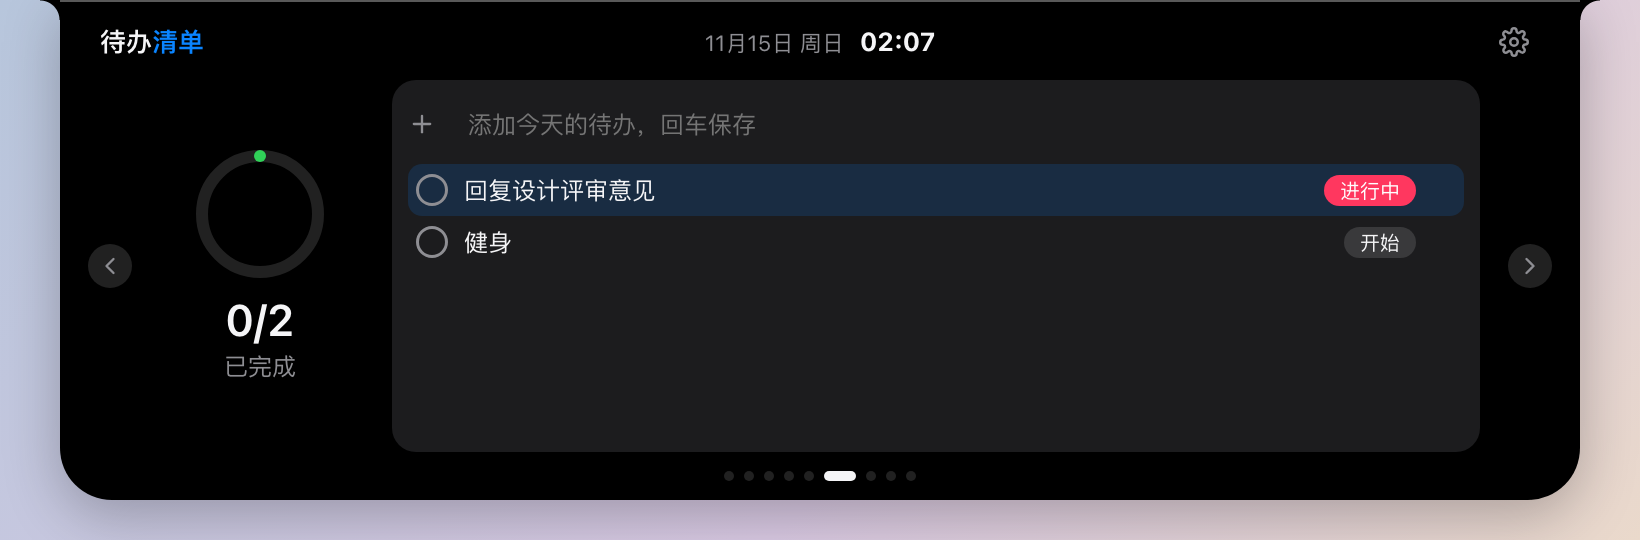 待办清单
11月15日 周日 02:07
添加今天的待办，回车保存
回复设计评审意见 进行中
健身 开始
0/2
已完成